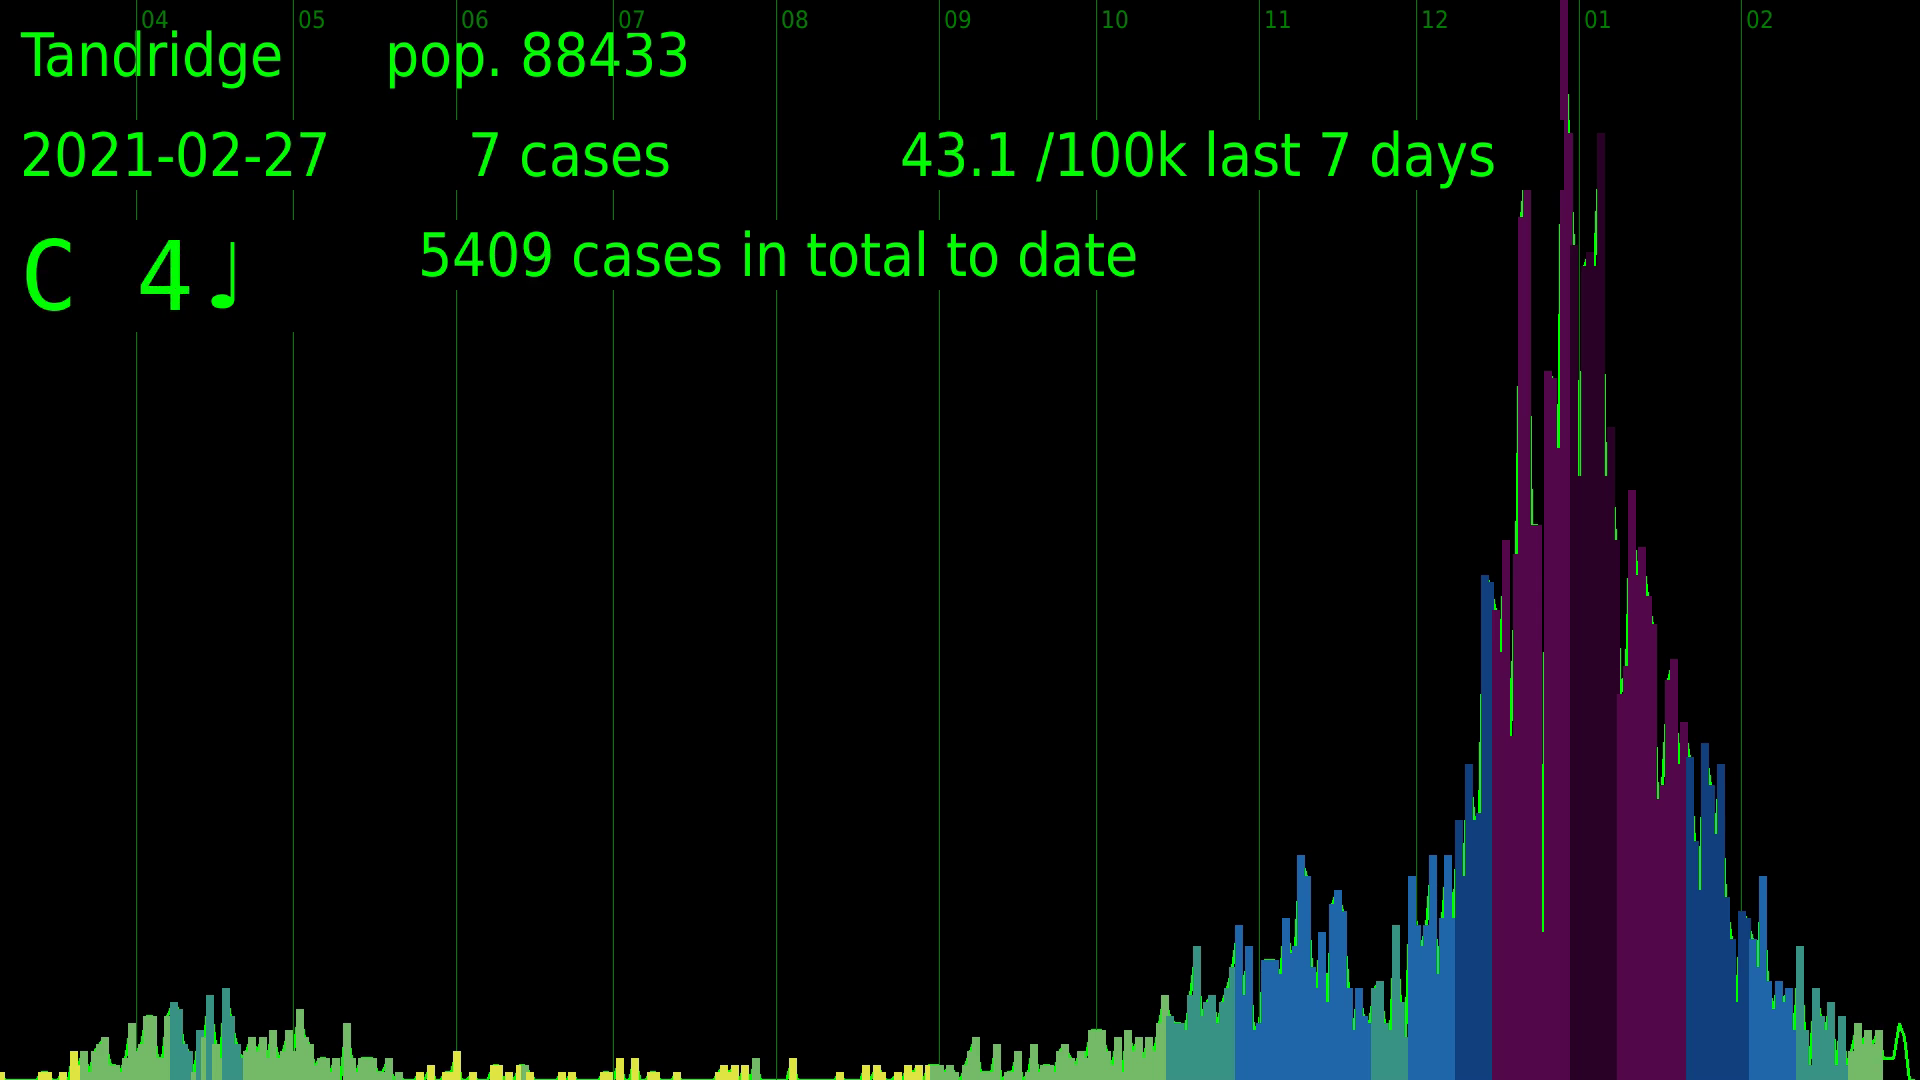 04 05 06 07 08 09 10 11 12 01 02
Tandridge pop. 88433
2021-02-27 7 cases 43.1 /100k last 7 days
C 4♩ 5409 cases in total to date